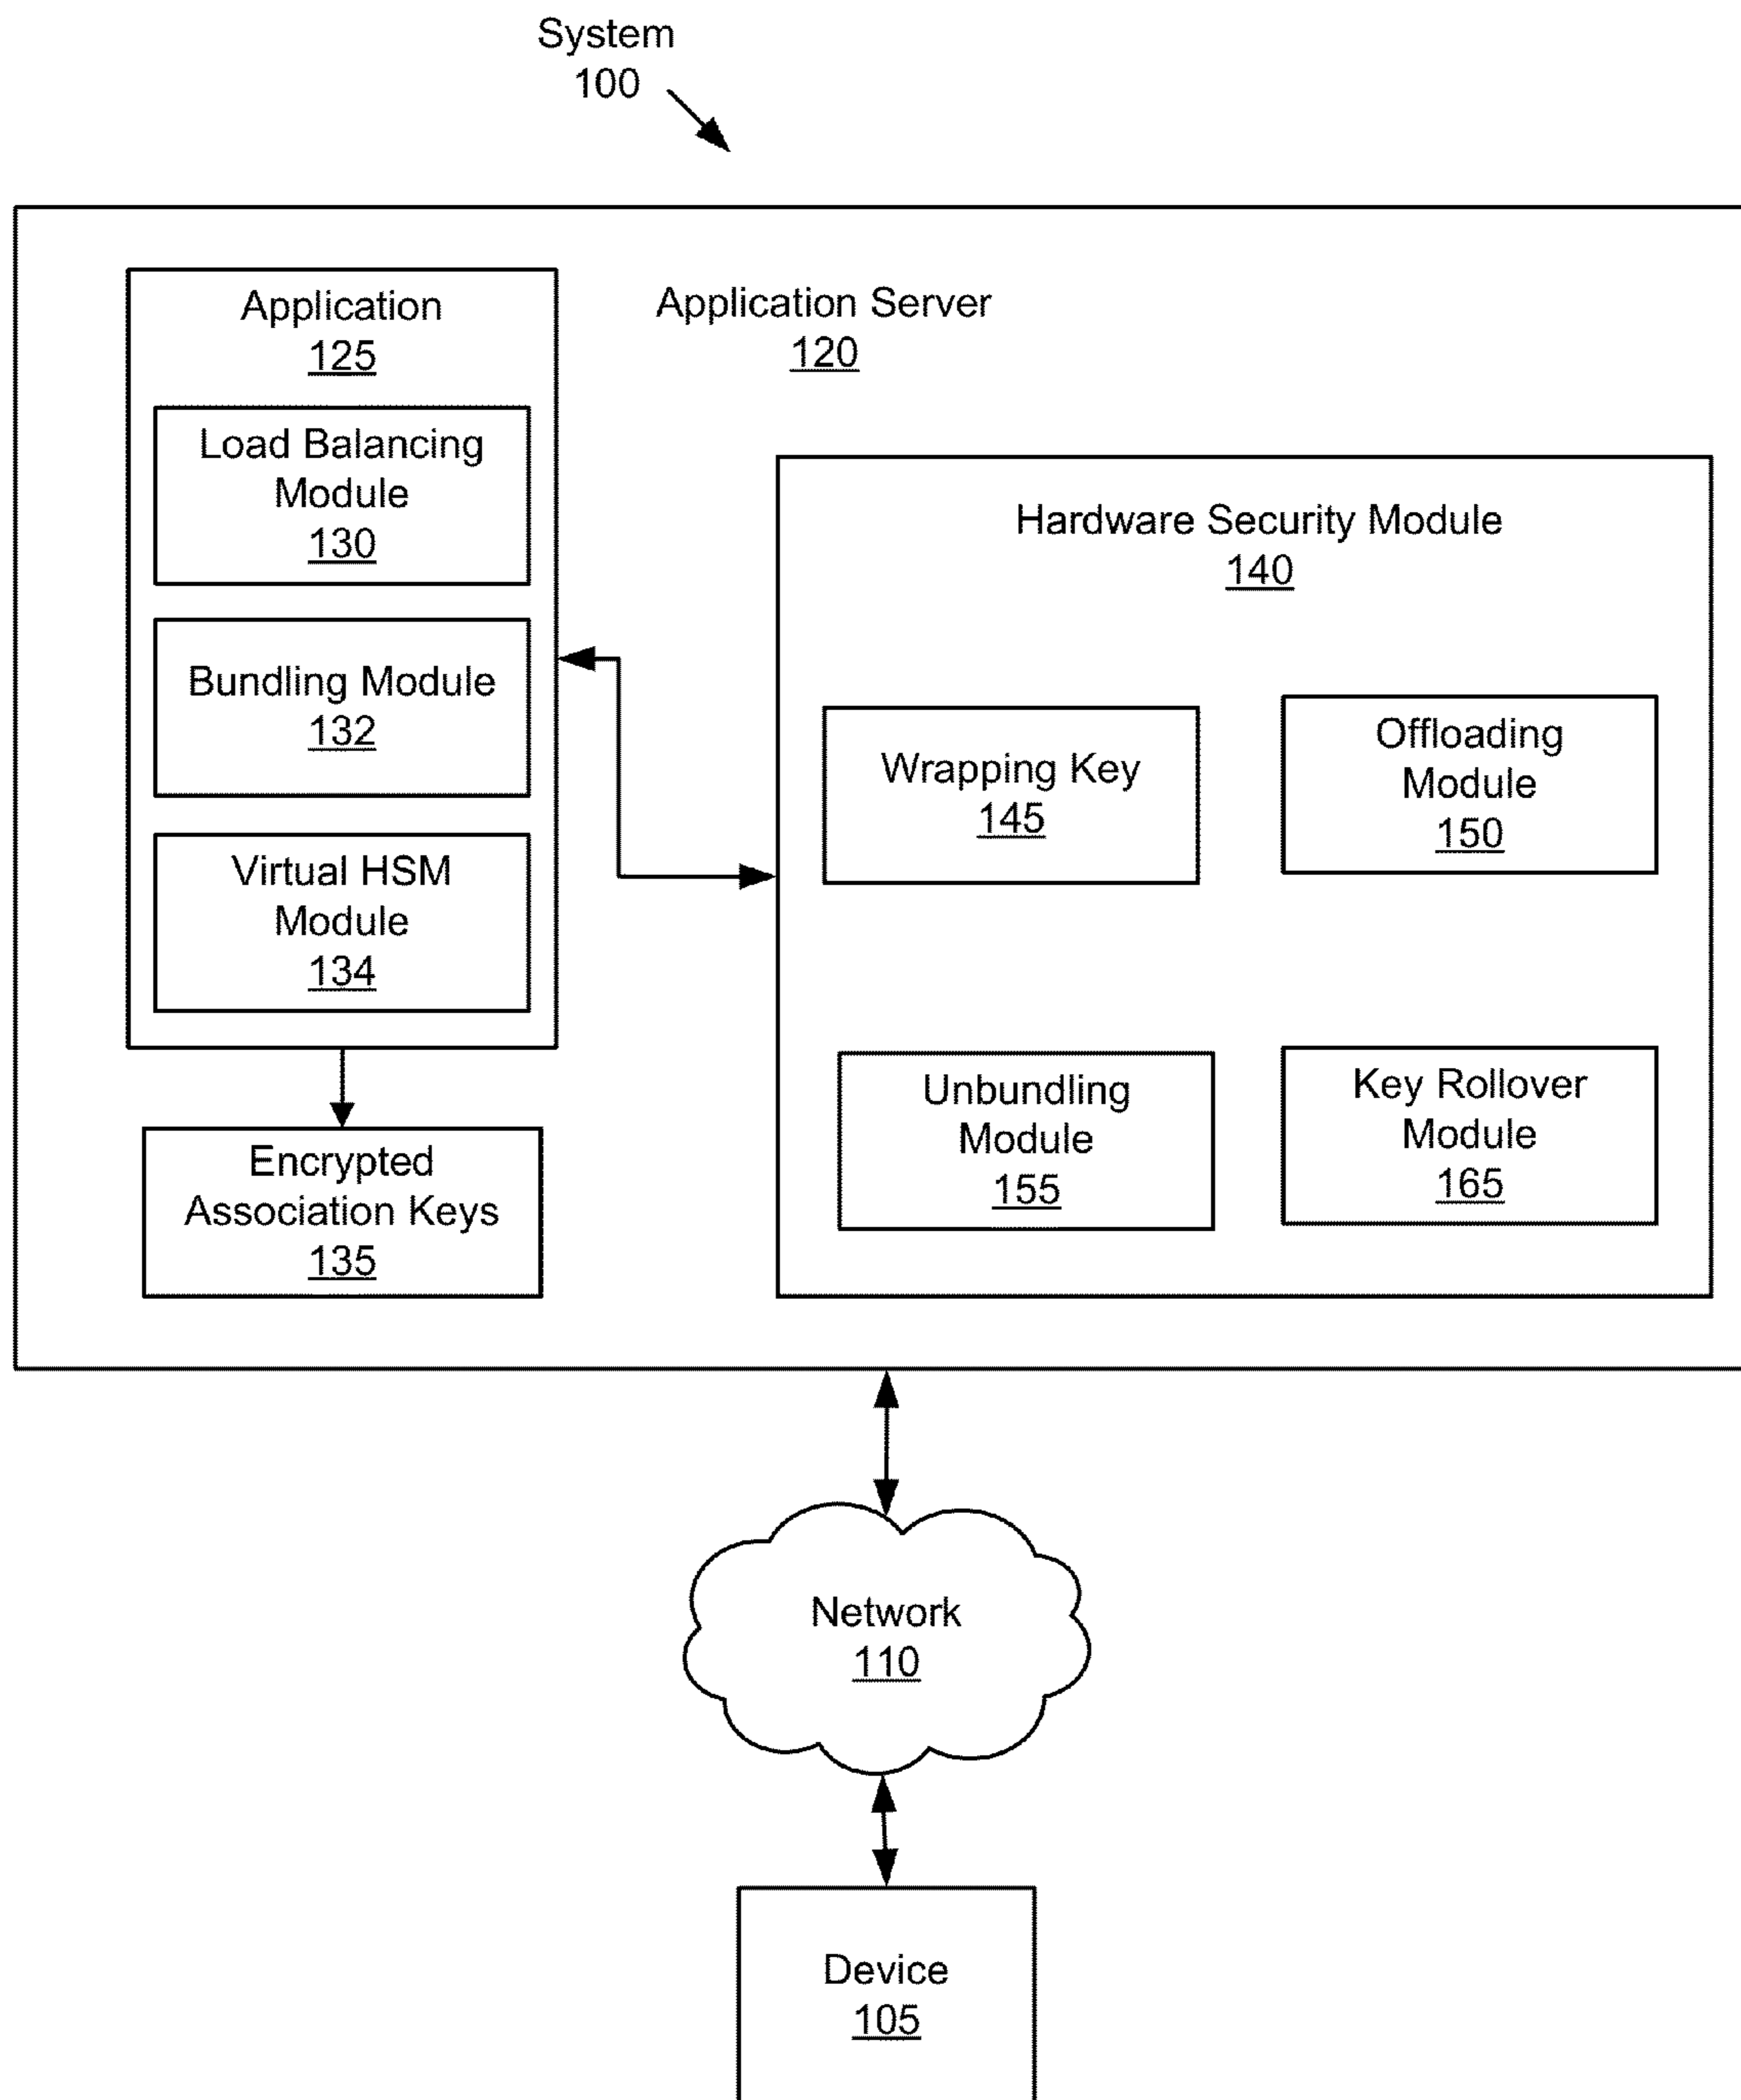 System
100
Application
125
Application Server
120
Load Balancing
Module
130
Hardware Security Module
140
Bundling Module
132
Wrapping Key
145
Offloading
Module
150
Virtual HSM
Module
134
Unbundling
Module
155
Key Rollover
Module
165
Encrypted
Association Keys
135
Network
110
Device
105